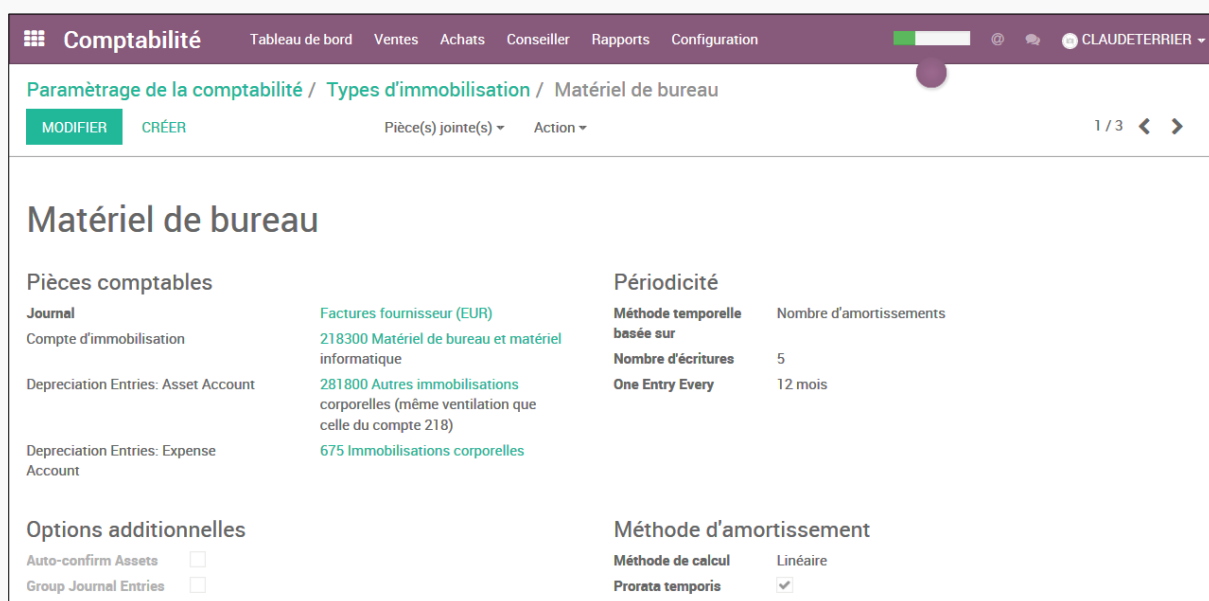 Comptabilité Tableau de bord Ventes Achats Conseiller Rapports Configuration @ CLAUDETERRIER
Paramètrage de la comptabilité / Types d'immobilisation / Matériel de bureau
MODIFIER CRÉER Pièce(s) jointe(s) Action 1 / 3
Matériel de bureau
Pièces comptables
Journal Factures fournisseur (EUR)
Compte d'immobilisation 218300 Matériel de bureau et matériel
informatique
Depreciation Entries: Asset Account 281800 Autres immobilisations
corporelles (même ventilation que
celle du compte 218)
Depreciation Entries: Expense 675 Immobilisations corporelles
Account
Périodicité
Méthode temporelle Nombre d'amortissements
basée sur
Nombre d'écritures 5
One Entry Every 12 mois
Options additionnelles
Auto-confirm Assets
Group Journal Entries
Méthode d'amortissement
Méthode de calcul Linéaire
Prorata temporis